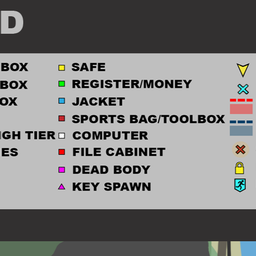 D
BOX
BOX
OX
IGH TIER
ES
SAFE
REGISTER/MONEY
JACKET
SPORTS BAG/TOOLBOX
COMPUTER
FILE CABINET
DEAD BODY
KEY SPAWN